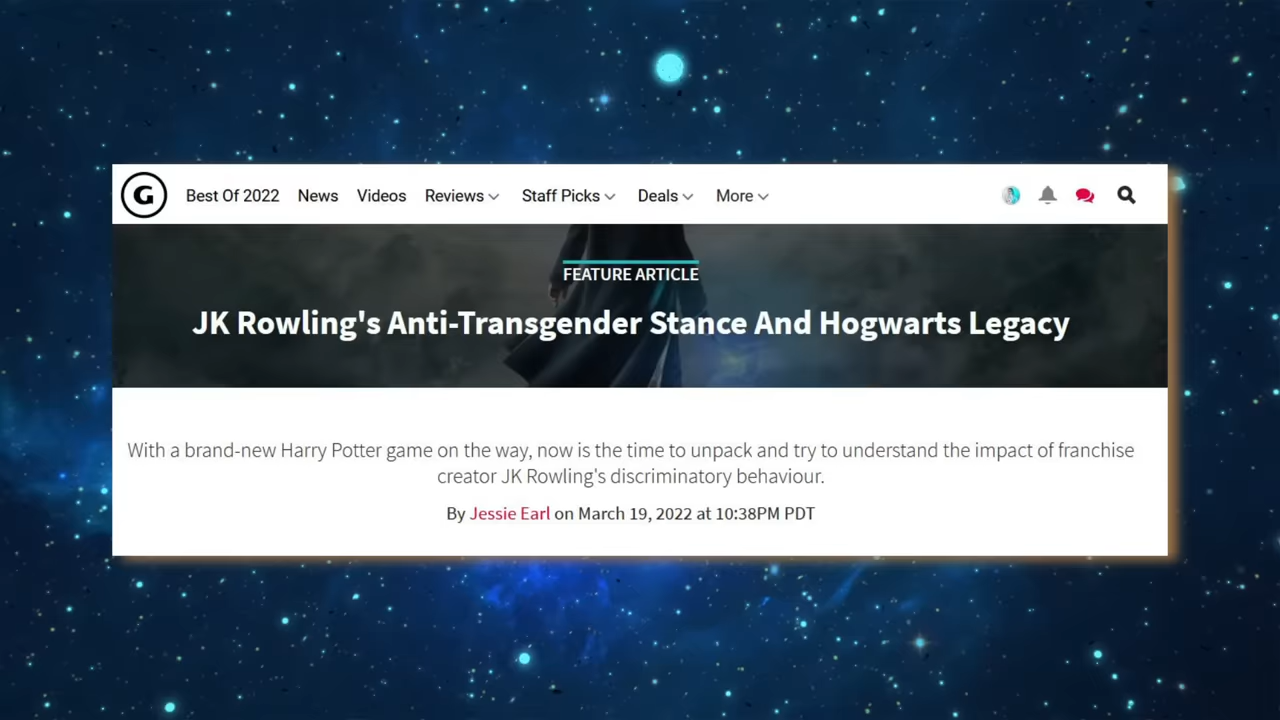 G Best Of 2022 News Videos Reviews Staff Picks Deals More
FEATURE ARTICLE
JK Rowling's Anti-Transgender Stance And Hogwarts Legacy
With a brand-new Harry Potter game on the way, now is the time to unpack and try to understand the impact of franchise
creator JK Rowling's discriminatory behaviour.
By Jessie Earl on March 19, 2022 at 10:38PM PDT